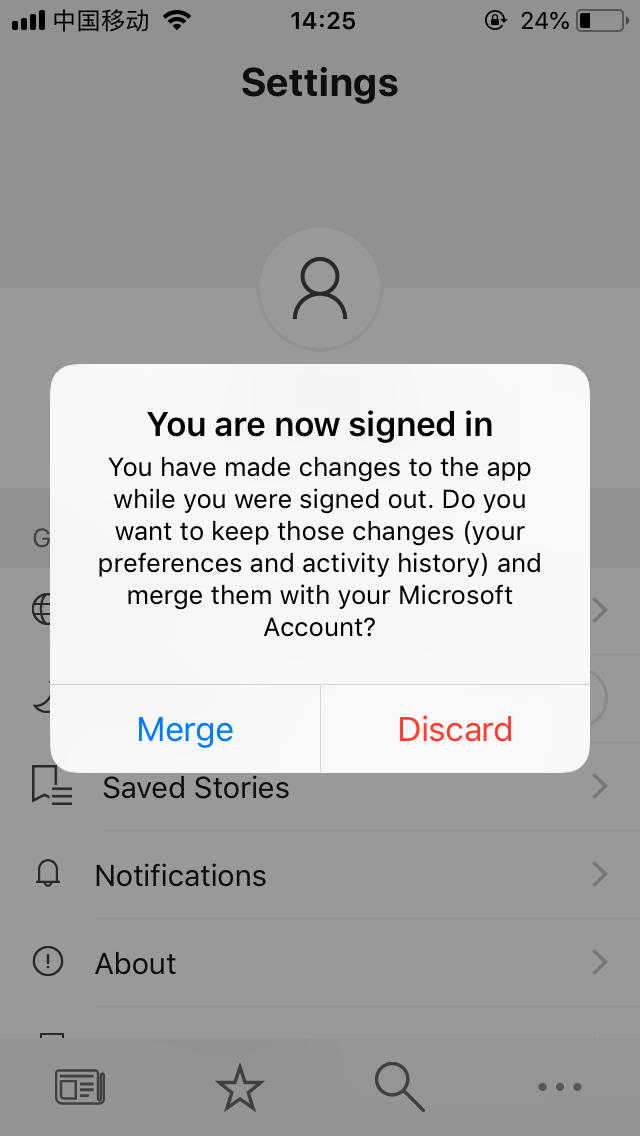 中国移动 14:25 24%
Settings
You are now signed in
You have made changes to the app
while you were signed out. Do you
want to keep those changes (your
preferences and activity history) and
merge them with your Microsoft
Account?
G
Merge Discard
Saved Stories
Notifications
About